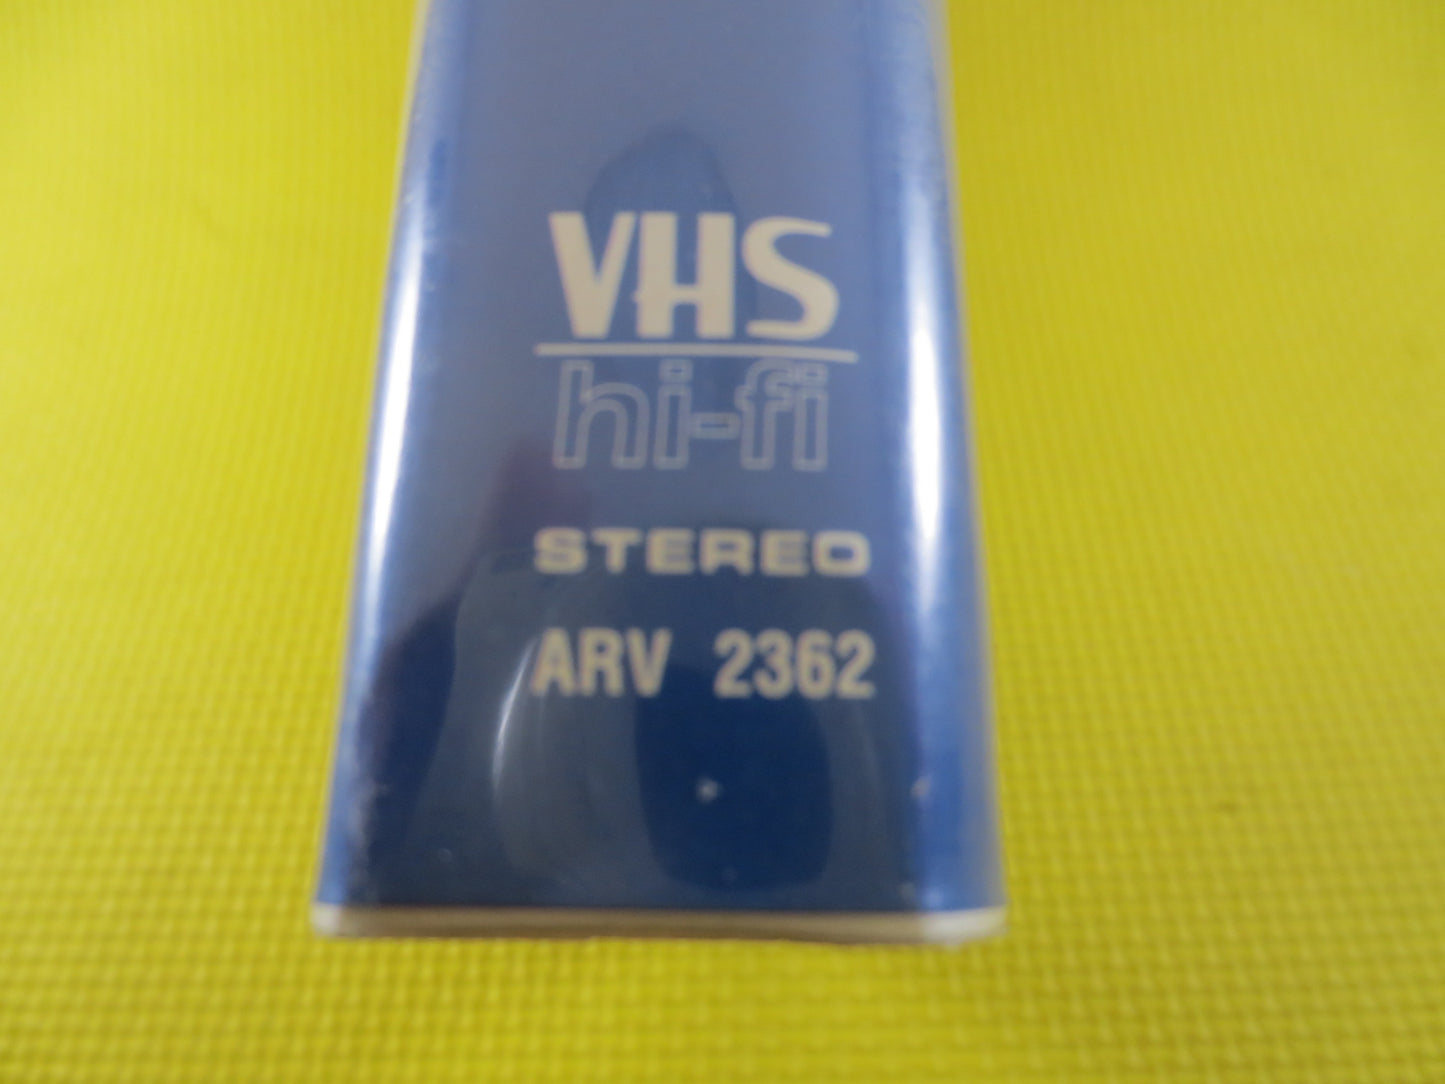 VHS
hi-fi
STEREO
ARV 2362